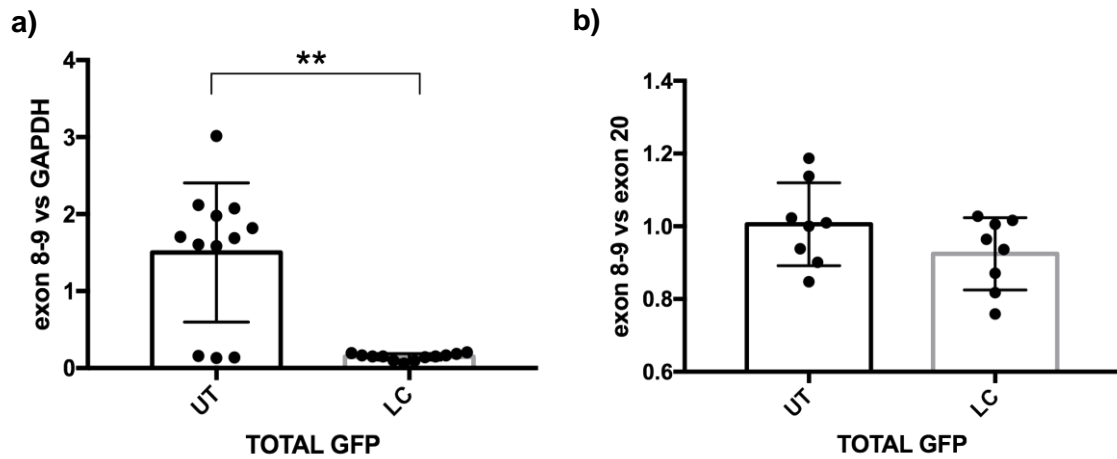 a)
exon 8-9 vs GAPDH
4
3
2
1
0
**
UT
LC
TOTAL GFP
b)
exon 8-9 vs exon 20
1.4
1.2
1.0
0.8
0.6
UT
LC
TOTAL GFP